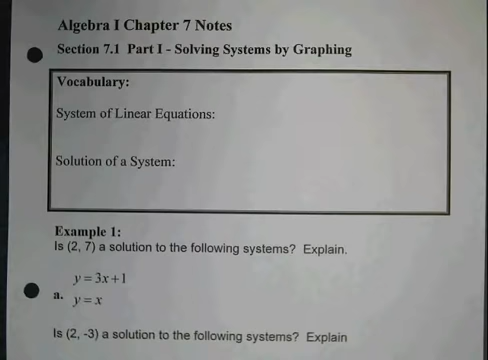 Algebra I Chapter 7 Notes
Section 7.1 Part I - Solving Systems by Graphing
Vocabulary:
System of Linear Equations:
Solution of a System:
Example 1:
Is (2, 7) a solution to the following systems? Explain.
y = 3x + 1
a.
y = x
Is (2, -3) a solution to the following systems? Explain